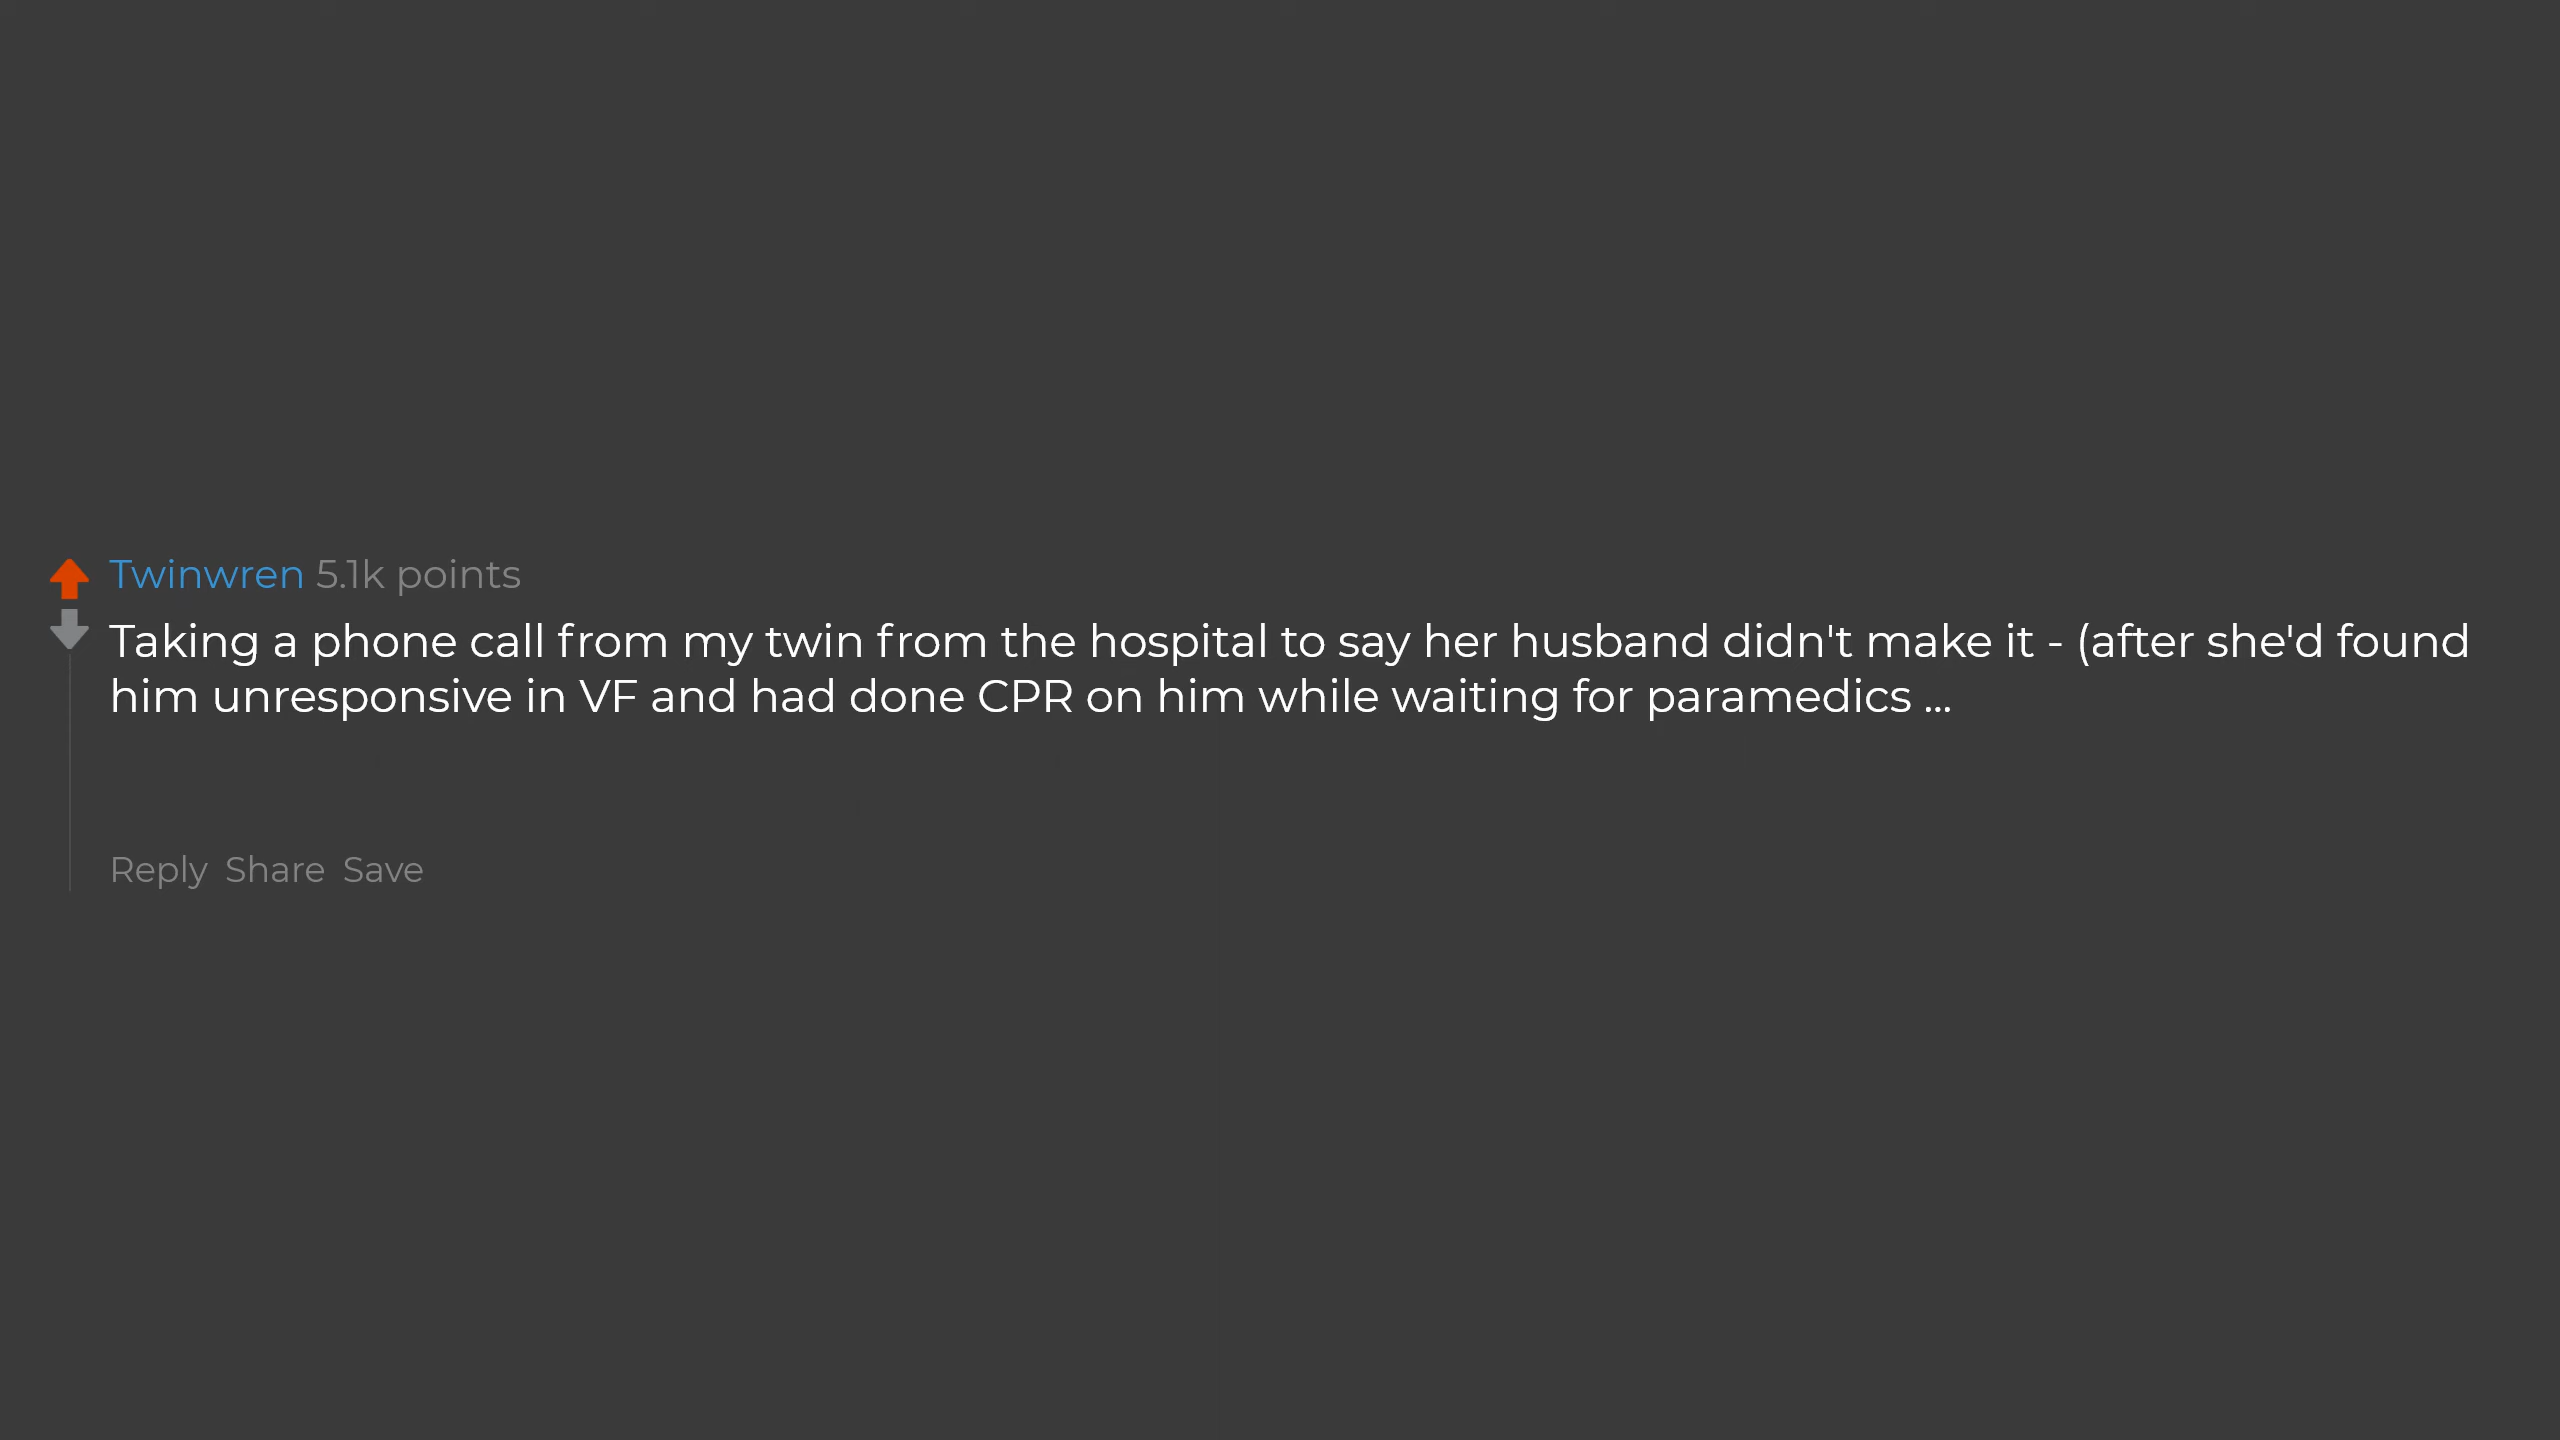 Twinwren 5.1k points
Taking a phone call from my twin from the hospital to say her husband didn't make it - (after she'd found
him unresponsive in VF and had done CPR on him while waiting for paramedics ...
Reply Share Save